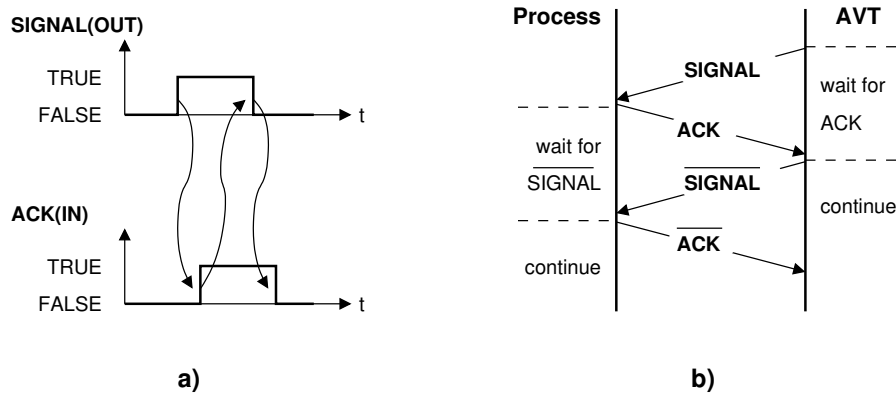 SIGNAL(OUT)
TRUE
FALSE
t
ACK(IN)
TRUE
FALSE
t
a)
Process
AVT
SIGNAL
wait for
ACK
ACK
wait for
SIGNAL
SIGNAL
continue
ACK
continue
b)